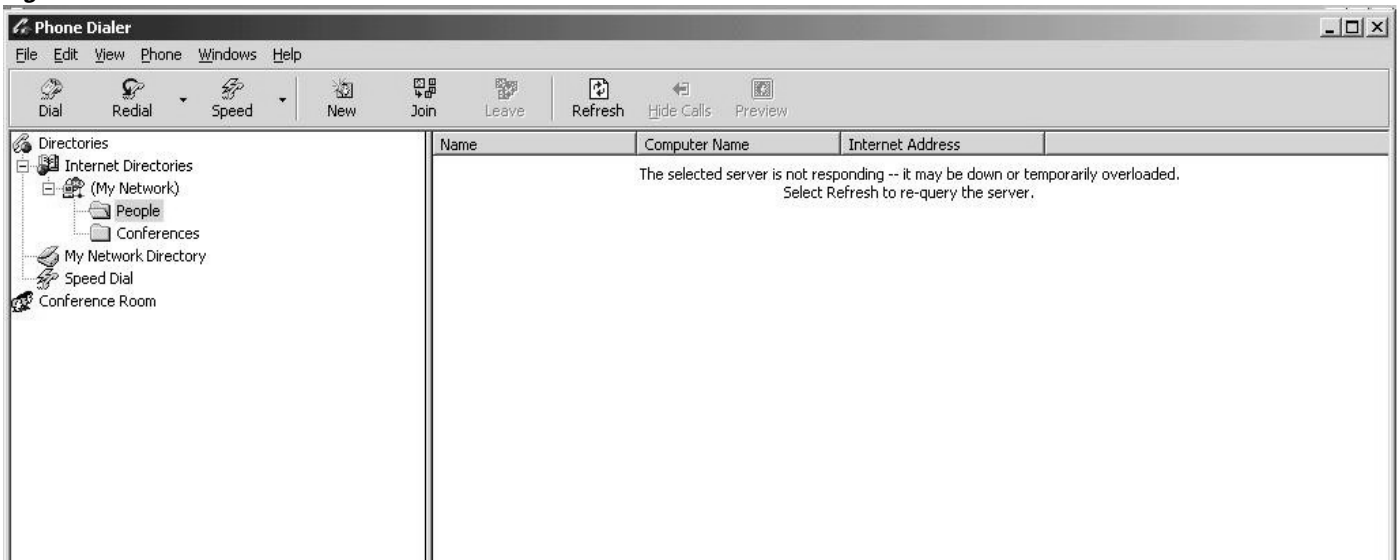 Phone Dialer
File Edit View Phone Windows Help
Dial Redial Speed New Join Leave Refresh Hide Calls Preview
Directories
Internet Directories
(My Network)
People
Conferences
My Network Directory
Speed Dial
Conference Room
Name Computer Name Internet Address
The selected server is not responding -- it may be down or temporarily overloaded.
Select Refresh to re-query the server.